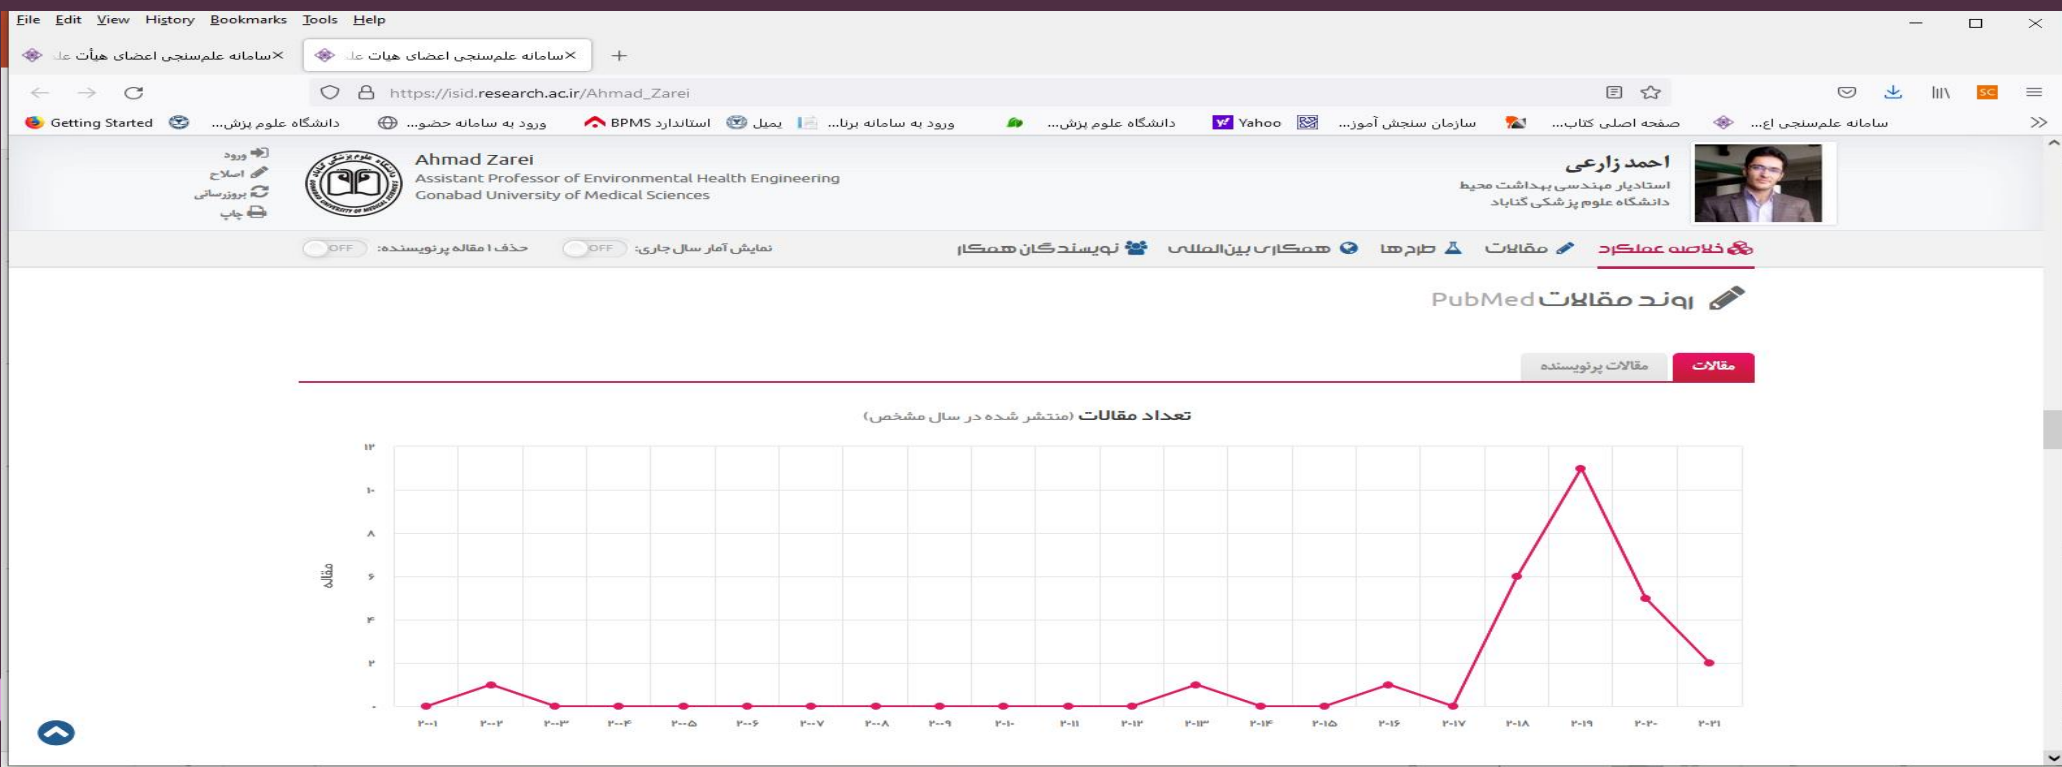 File Edit View History Bookmarks Tools Help
سامانه علم‌سنجی اعضای هیأت عل
سامانه علم‌سنجی اعضای هیات عل
https://isid.research.ac.ir/Ahmad_Zarei
SC
Getting Started
دانشگاه علوم پزش...
ورود به سامانه حضو...
استاندارد BPMS
یمیل
ورود به سامانه برنا...
دانشگاه علوم پزش...
Yahoo
سازمان سنجش آموز...
صفحه اصلی کتاب...
سامانه علم‌سنجی اع...
ورود
اصلاح
بروزرسانی
چاپ
Ahmad Zarei
Assistant Professor of Environmental Health Engineering
Gonabad University of Medical Sciences
احمد زارعی
استادیار مهندسی بهداشت محیط
دانشگاه علوم پزشکی گناباد
خلاصه عملکرد
مقالات
طرح‌ها
همکاری بین‌المللی
نویسندگان همکار
نمایش آمار سال جاری: OFF
حذف ۱ مقاله پرنویسنده: OFF
روند مقالات PubMed
مقالات
مقالات پرنویسنده
تعداد مقالات (منتشر شده در سال مشخص)
مقاله
۱۲
۱۰
۸
۶
۴
۲
۰
۲۰۰۱ ۲۰۰۲ ۲۰۰۳ ۲۰۰۴ ۲۰۰۵ ۲۰۰۶ ۲۰۰۷ ۲۰۰۸ ۲۰۰۹ ۲۰۱۰ ۲۰۱۱ ۲۰۱۲ ۲۰۱۳ ۲۰۱۴ ۲۰۱۵ ۲۰۱۶ ۲۰۱۷ ۲۰۱۸ ۲۰۱۹ ۲۰۲۰ ۲۰۲۱